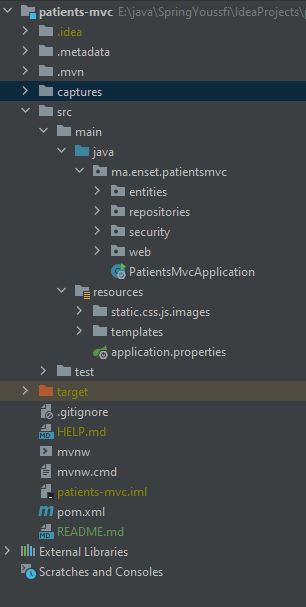 patients-mvc E:\java\SpringYoussfi\IdeaProjects\
.idea
.metadata
.mvn
captures
src
main
java
ma.enset.patientsmvc
entities
repositories
security
web
PatientsMvcApplication
resources
static.css.js.images
templates
application.properties
test
target
.gitignore
MD HELP.md
mvnw
mvnw.cmd
patients-mvc.iml
m pom.xml
MD README.md
External Libraries
Scratches and Consoles